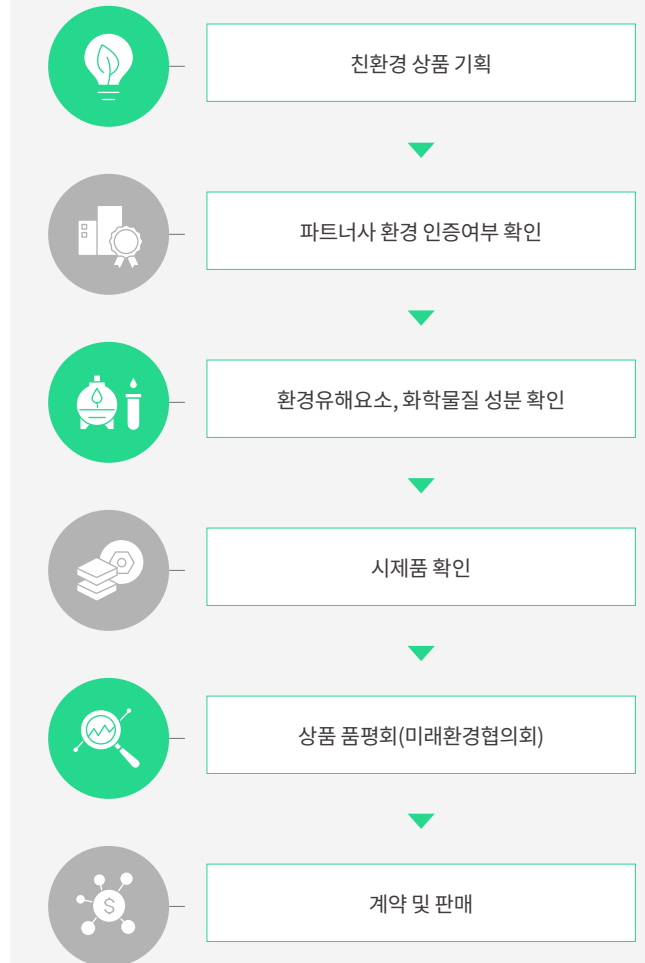 친환경 상품 기획
파트너사 환경 인증여부 확인
환경유해요소, 화학물질 성분 확인
시제품 확인
상품 품평회(미래환경협의회)
$
계약 및 판매